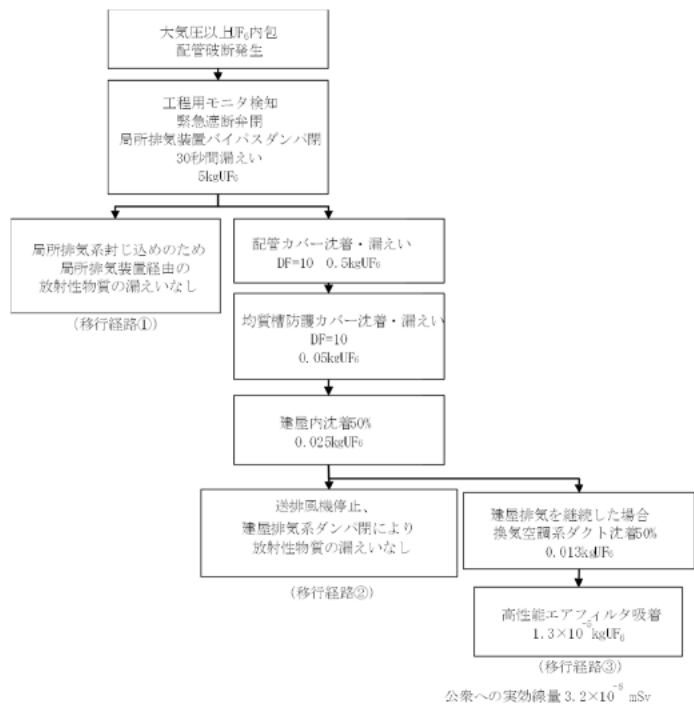 大気圧以上UF₆内包
配管破断発生
工程用モニタ検知
緊急遮断弁閉
局所排気装置バイパスダンパ閉
30秒間漏えい
5kgUF₆
局所排気系封じ込めのため
局所排気装置経由の
放射性物質の漏えいなし
(移行経路①)
配管カバー沈着・漏えい
DF=10 0.5kgUF₆
均質槽防護カバー沈着・漏えい
DF=10
0.05kgUF₆
建屋内沈着50%
0.025kgUF₆
送排風機停止、
建屋排気系ダンパ閉により
放射性物質の漏えいなし
(移行経路②)
建屋排気を継続した場合
換気空調系ダクト沈着50%
0.013kgUF₆
高性能エアフィルタ吸着
1.3×10 kgUF₆
(移行経路③)
公衆への実効線量 3.2×10 mSv